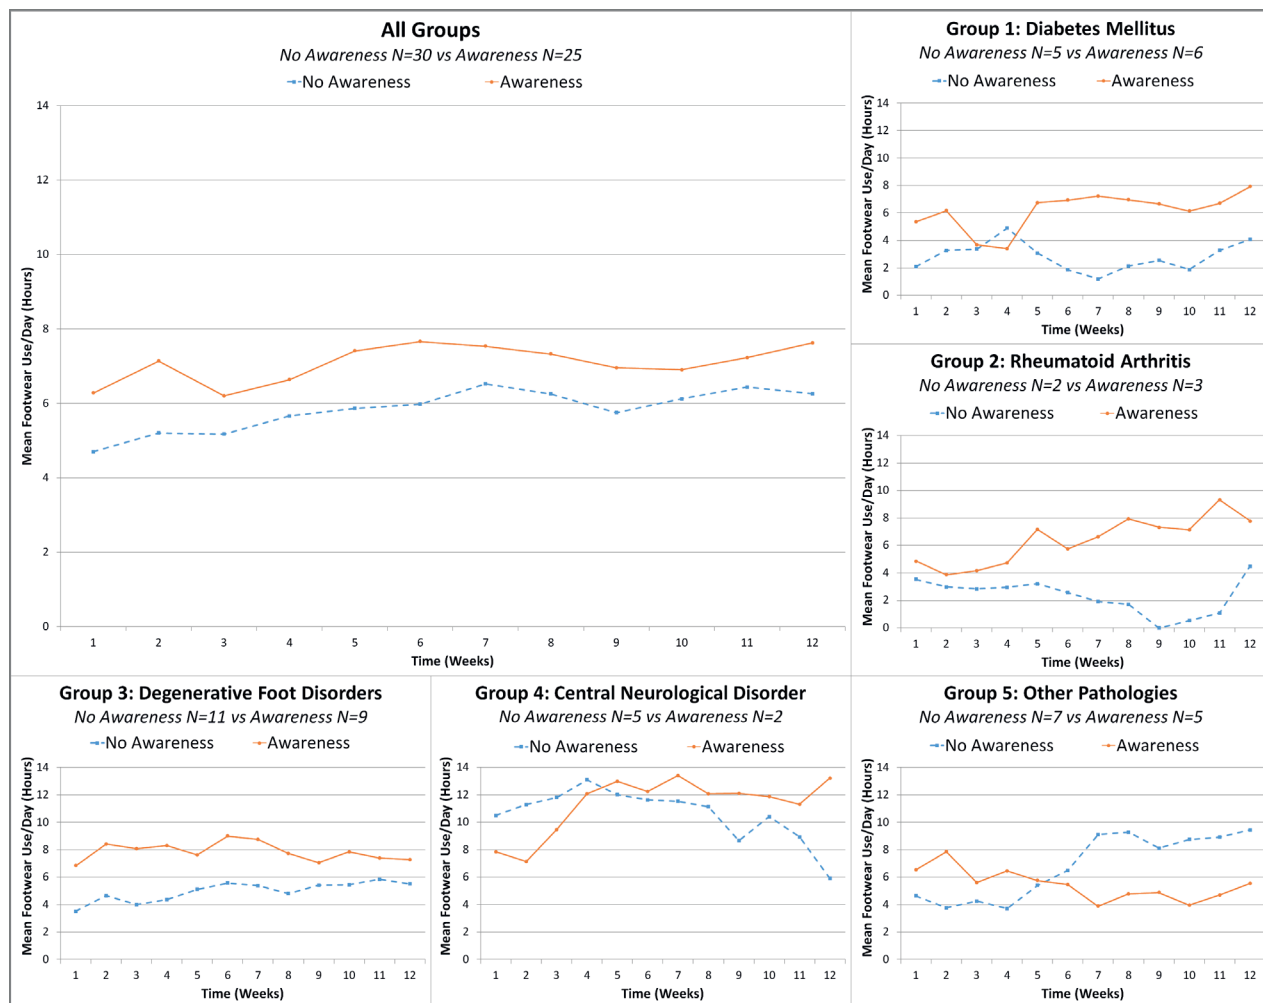 All Groups
No Awareness N=30 vs Awareness N=25
No Awareness Awareness
Mean Footwear Use/Day (Hours)
14
12
10
8
6
4
2
0
1 2 3 4 5 6 7 8 9 10 11 12
Time (Weeks)
Group 1: Diabetes Mellitus
No Awareness N=5 vs Awareness N=6
No Awareness Awareness
Mean Footwear Use/Day (Hours)
14
12
10
8
6
4
2
0
1 2 3 4 5 6 7 8 9 10 11 12
Time (Weeks)
Group 2: Rheumatoid Arthritis
No Awareness N=2 vs Awareness N=3
No Awareness Awareness
Mean Footwear Use/Day (Hours)
14
12
10
8
6
4
2
0
1 2 3 4 5 6 7 8 9 10 11 12
Time (Weeks)
Group 3: Degenerative Foot Disorders
No Awareness N=11 vs Awareness N=9
No Awareness Awareness
Mean Footwear Use/Day (Hours)
14
12
10
8
6
4
2
0
1 2 3 4 5 6 7 8 9 10 11 12
Time (Weeks)
Group 4: Central Neurological Disorder
No Awareness N=5 vs Awareness N=2
No Awareness Awareness
Mean Footwear Use/Day (Hours)
14
12
10
8
6
4
2
0
1 2 3 4 5 6 7 8 9 10 11 12
Time (Weeks)
Group 5: Other Pathologies
No Awareness N=7 vs Awareness N=5
No Awareness Awareness
Mean Footwear Use/Day (Hours)
14
12
10
8
6
4
2
0
1 2 3 4 5 6 7 8 9 10 11 12
Time (Weeks)